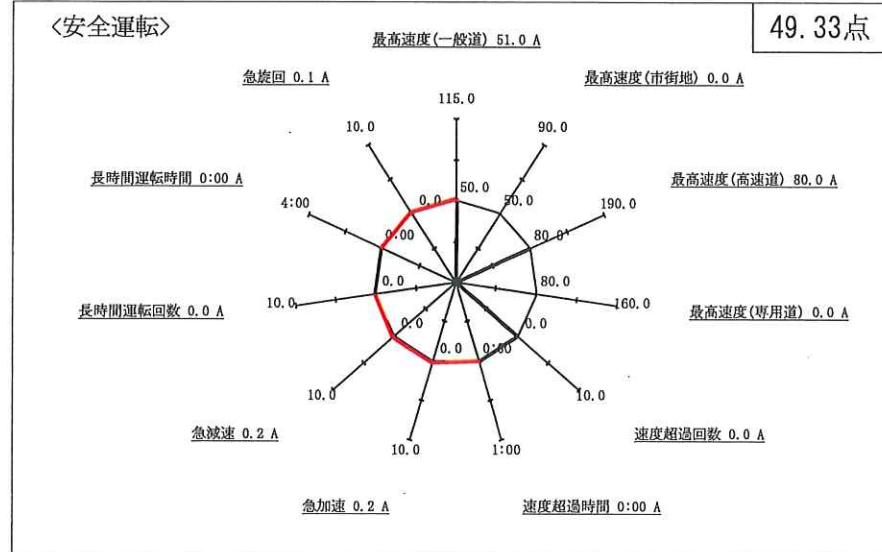 <安全運転>
49.33点
最高速度(一般道) 51.0 A
急旋回 0.1 A
最高速度(市街地) 0.0 A
115.0
10.0
90.0
長時間運転時間 0:00 A
最高速度(高速道) 80.0 A
4:00
0.0
50.0
50.0
190.0
0:00
80.0
長時間運転回数 0.0 A
10.0
0.0
80.0
160.0
最高速度(専用道) 0.0 A
0.0
0.0
0:00
0.0
10.0
10.0
急減速 0.2 A
10.0
1:00
速度超過回数 0.0 A
急加速 0.2 A
速度超過時間 0:00 A